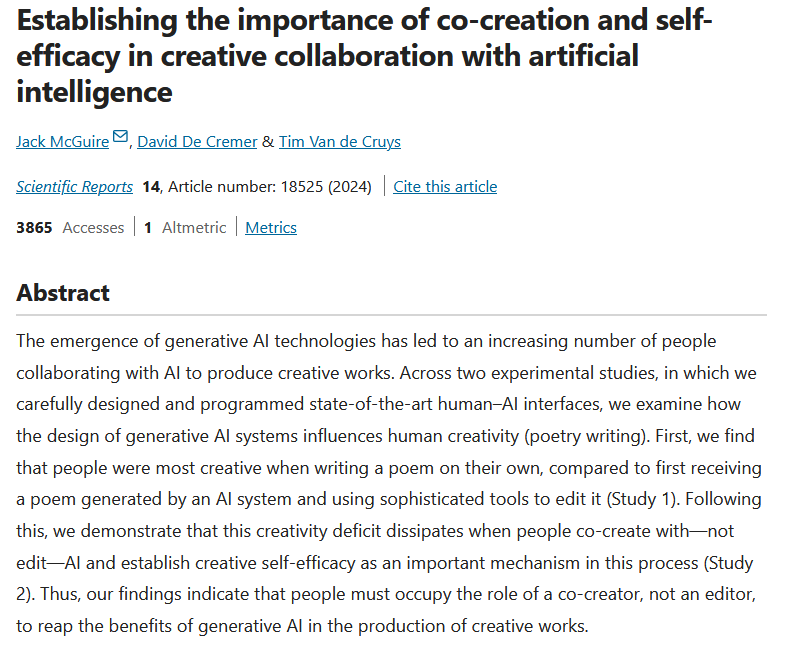 Establishing the importance of co-creation and self-
efficacy in creative collaboration with artificial
intelligence
Jack McGuire, David De Cremer & Tim Van de Cruys
Scientific Reports 14, Article number: 18525 (2024) Cite this article
3865 Accesses 1 Altmetric Metrics
Abstract
The emergence of generative AI technologies has led to an increasing number of people
collaborating with AI to produce creative works. Across two experimental studies, in which we
carefully designed and programmed state-of-the-art human–AI interfaces, we examine how
the design of generative AI systems influences human creativity (poetry writing). First, we find
that people were most creative when writing a poem on their own, compared to first receiving
a poem generated by an AI system and using sophisticated tools to edit it (Study 1). Following
this, we demonstrate that this creativity deficit dissipates when people co-create with—not
edit—AI and establish creative self-efficacy as an important mechanism in this process (Study
2). Thus, our findings indicate that people must occupy the role of a co-creator, not an editor,
to reap the benefits of generative AI in the production of creative works.